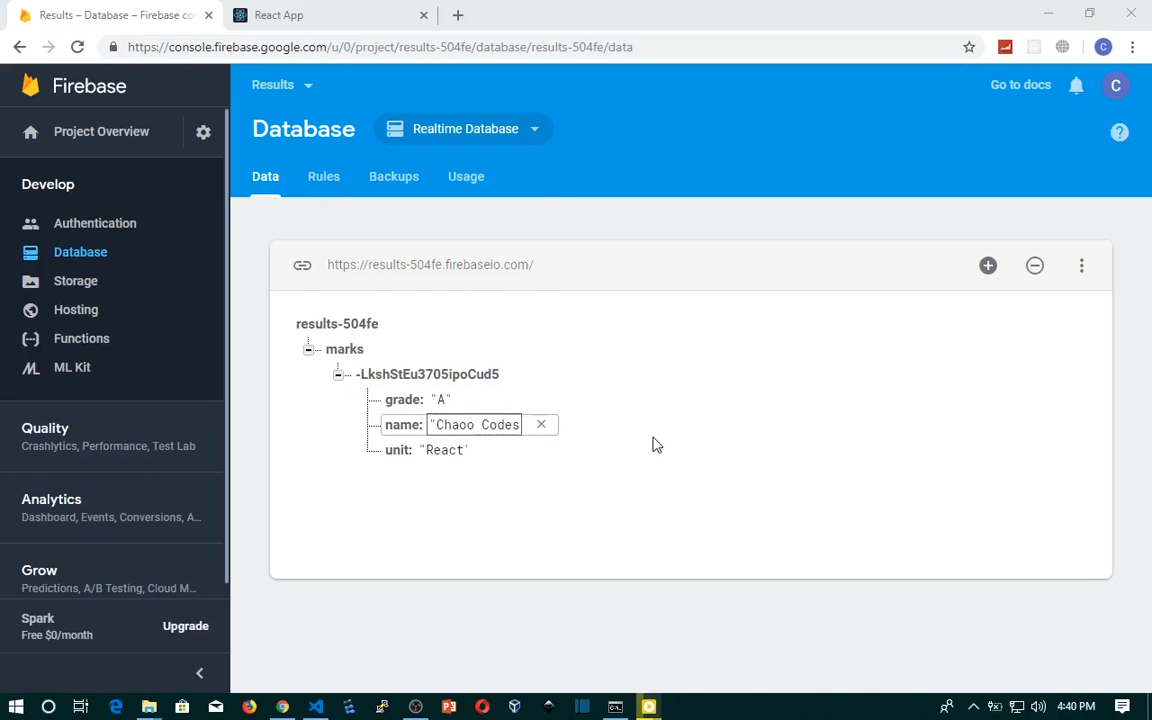 Results – Database – Firebase co
React App
https://console.firebase.google.com/u/0/project/results-504fe/database/results-504fe/data
C
Firebase
Results
Go to docs
C
Project Overview
Database
Realtime Database
Develop
Data
Rules
Backups
Usage
Authentication
Database
Storage
Hosting
Functions
ML Kit
https://results-504fe.firebaseio.com/
results-504fe
marks
-LkshStEu3705ipoCud5
grade: "A"
name: "Chaoo Codes
unit: "React'
Quality
Crashlytics, Performance, Test Lab
Analytics
Dashboard, Events, Conversions, A...
Grow
Predictions, A/B Testing, Cloud M...
Spark
Free $0/month
Upgrade
4:40 PM